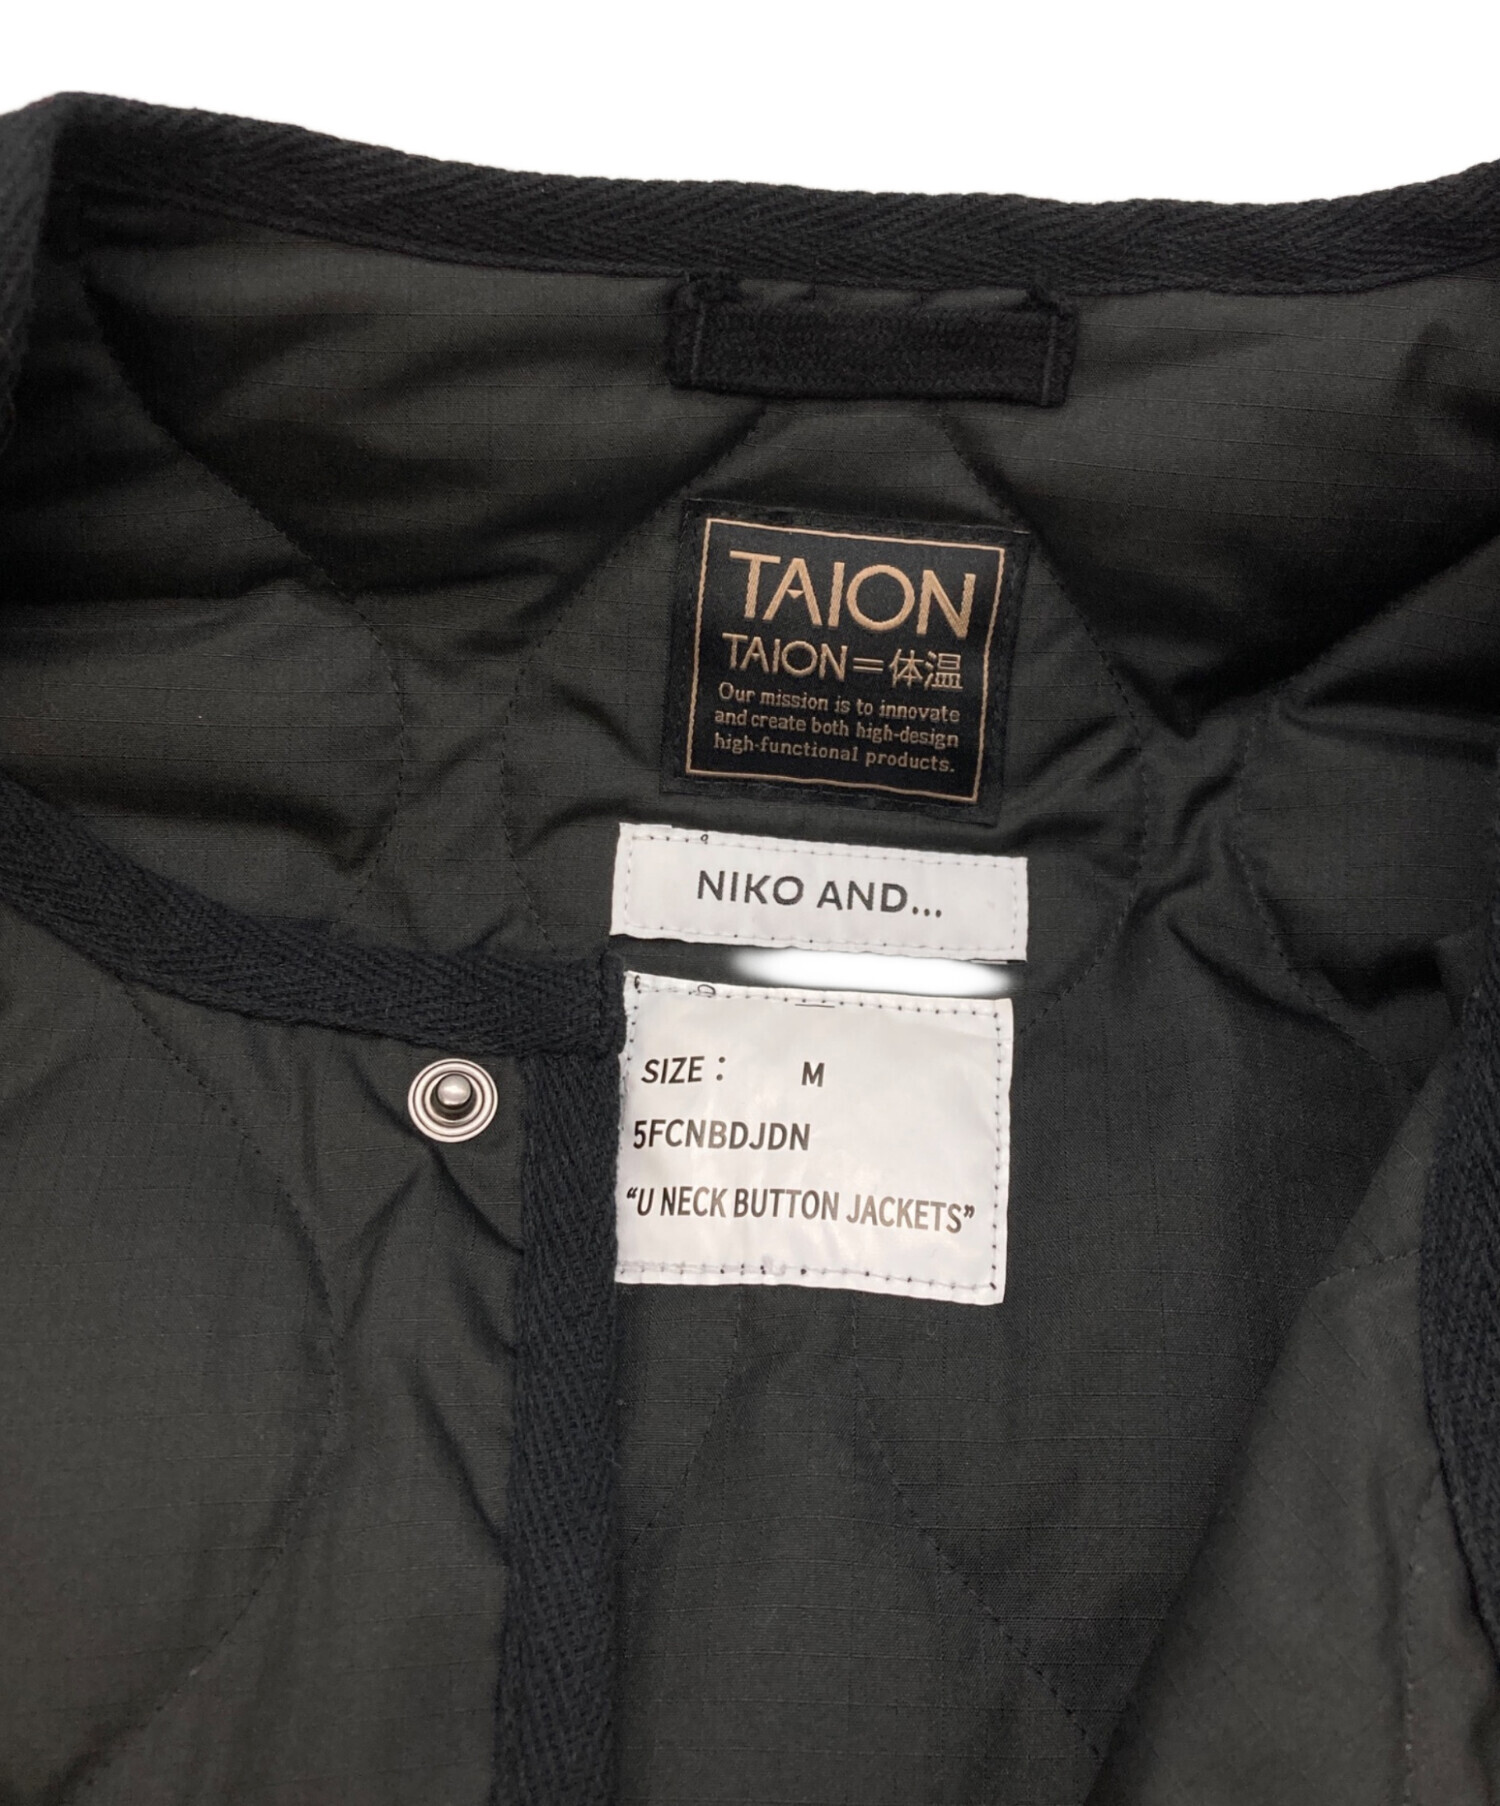 TAION
TAION=体温
Our mission is to innovate
and create both high-design
high-functional products.
NIKO AND...
SIZE： M
5FCNBDJDN
“U NECK BUTTON JACKETS”